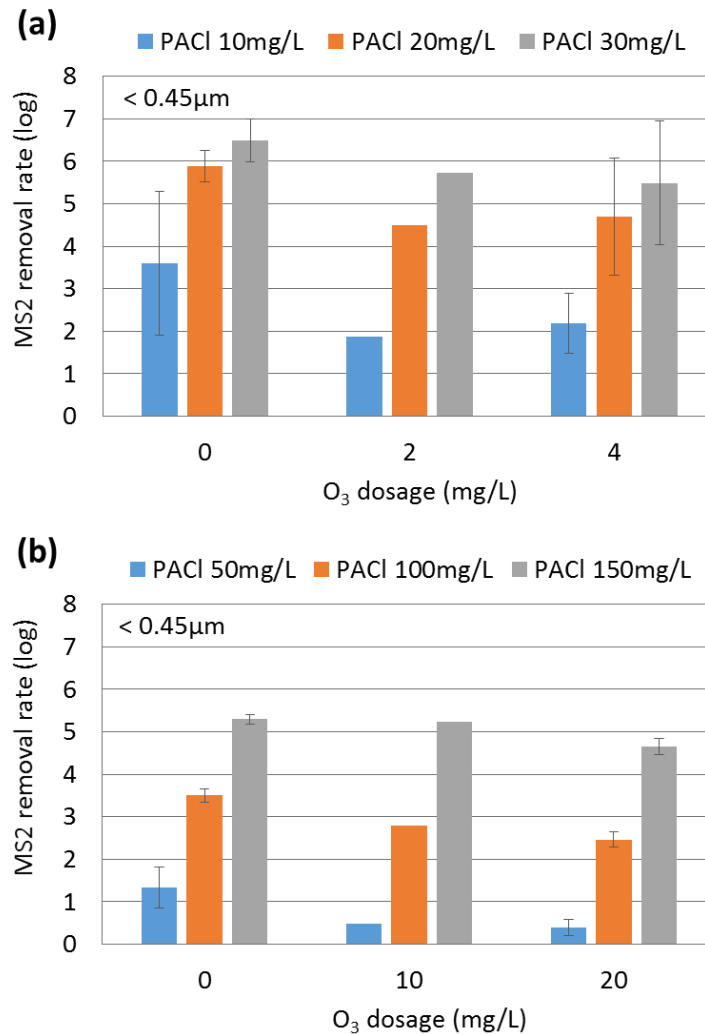 (a)
PACl 10mg/L PACl 20mg/L PACl 30mg/L
< 0.45μm
MS2 removal rate (log)
8
7
6
5
4
3
2
1
0
0 2 4
O₃ dosage (mg/L)
(b)
PACl 50mg/L PACl 100mg/L PACl 150mg/L
< 0.45μm
MS2 removal rate (log)
8
7
6
5
4
3
2
1
0
0 10 20
O₃ dosage (mg/L)